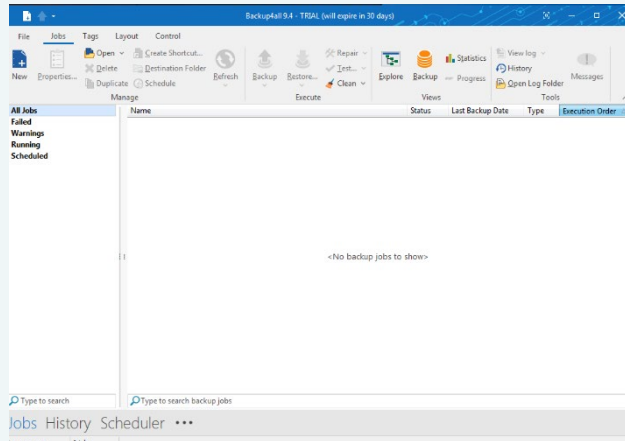 Backup4all 9.4 - TRIAL (will expire in 30 days)
File Jobs Tags Layout Control
New
Properties...
Open
Delete
Duplicate
Create Shortcut...
Destination Folder
Schedule
Refresh
Manage
Backup
Restore...
Repair
Test...
Clean
Execute
Explore
Backup
Statistics
Progress
Views
View log
History
Open Log Folder
Messages
Tools
All Jobs
Failed
Warnings
Running
Scheduled
Name Status Last Backup Date Type Execution Order
<No backup jobs to show>
Type to search
Type to search backup jobs
Jobs History Scheduler •••